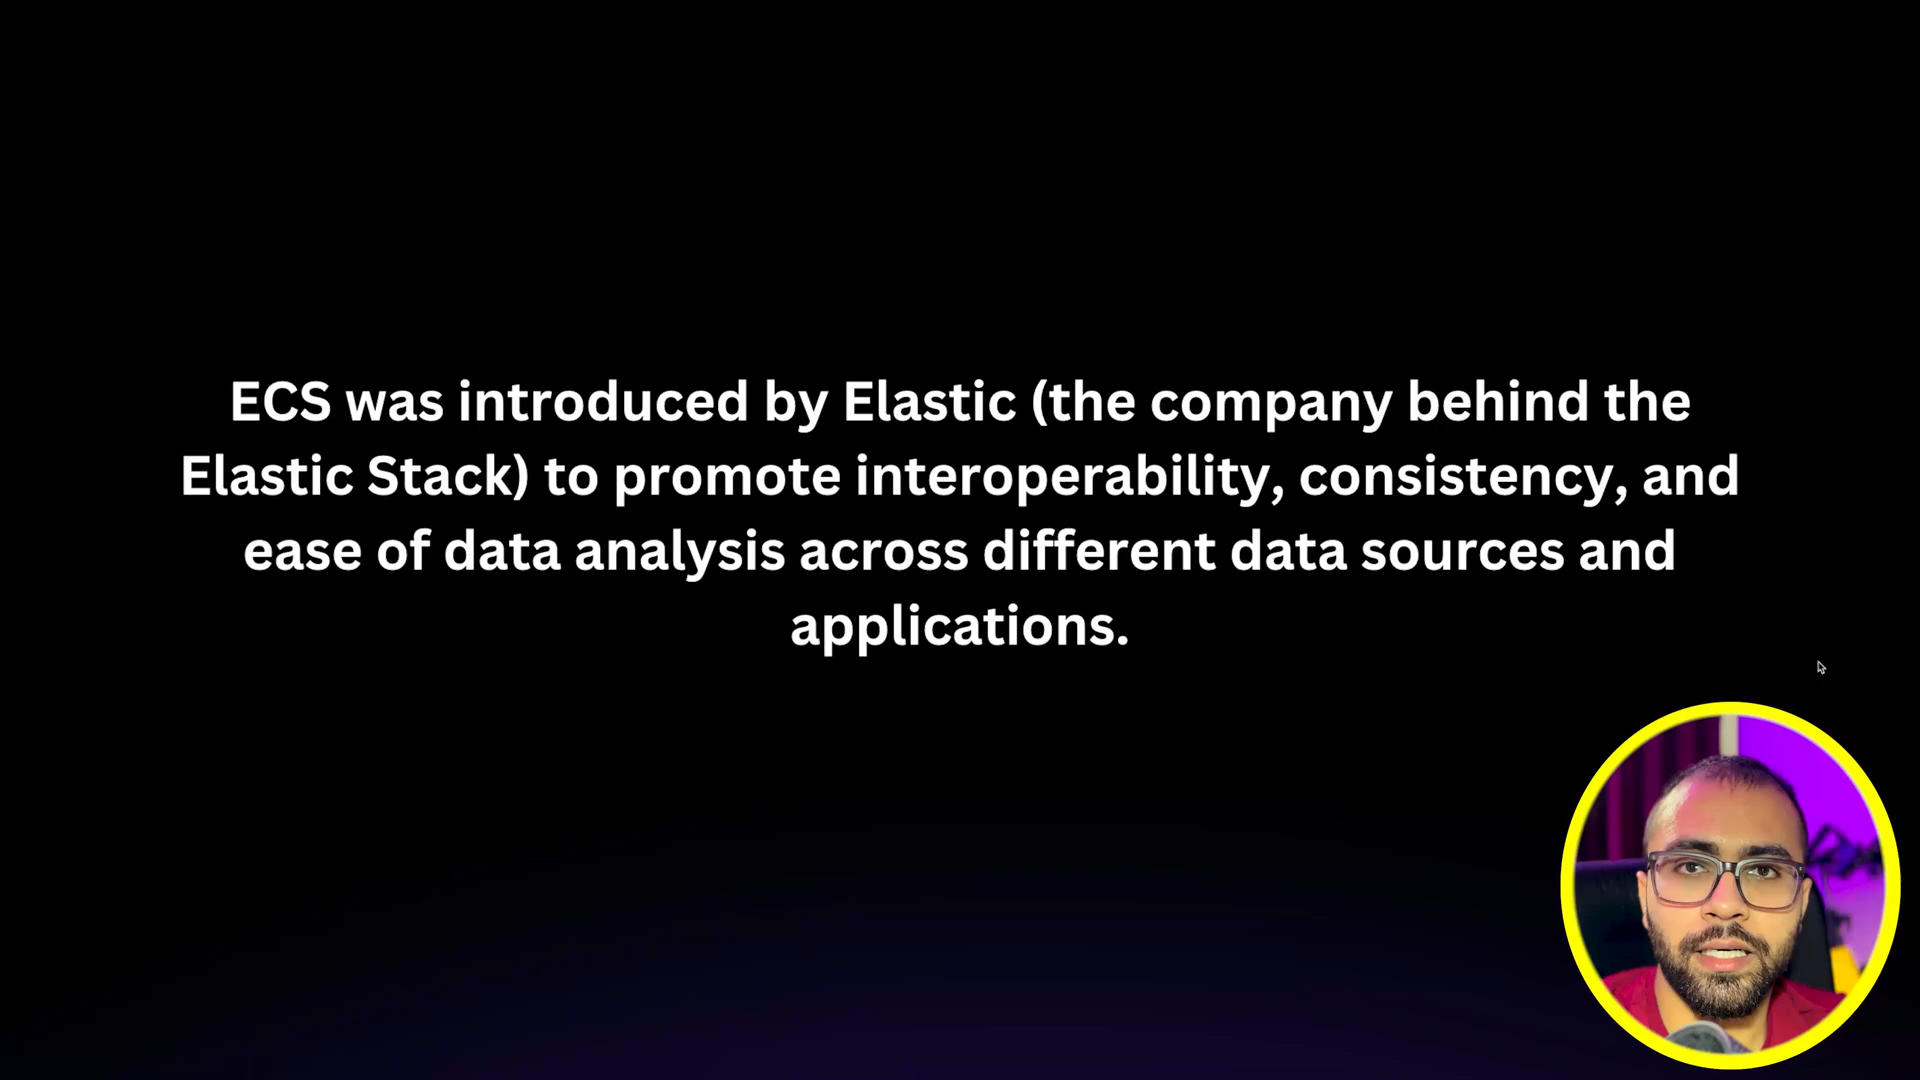 ECS was introduced by Elastic (the company behind the
Elastic Stack) to promote interoperability, consistency, and
ease of data analysis across different data sources and
applications.